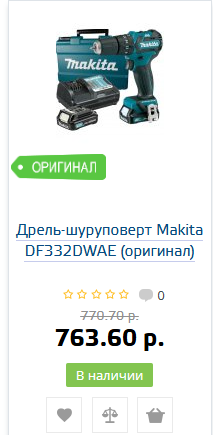 makita
ОРИГИНАЛ
Дрель-шуруповерт Makita
DF332DWAE (оригинал)
0
770.70 р.
763.60 р.
В наличии